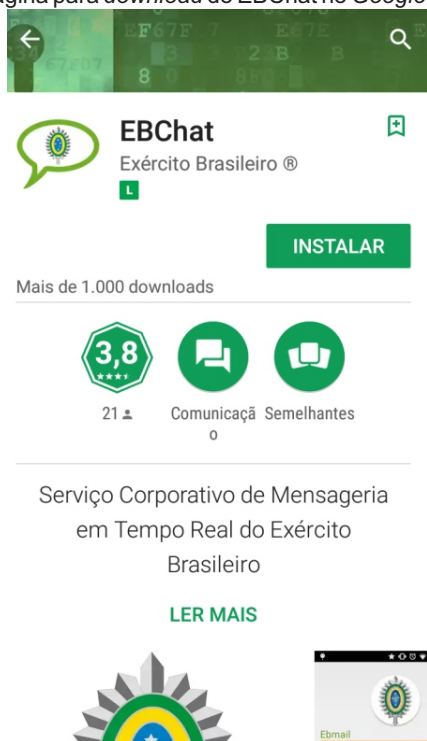 EBChat
Exército Brasileiro ®
L
INSTALAR
Mais de 1.000 downloads
3,8
21
Comunicaçã
o
Semelhantes
Serviço Corporativo de Mensageria
em Tempo Real do Exército
Brasileiro
LER MAIS
Ebmail